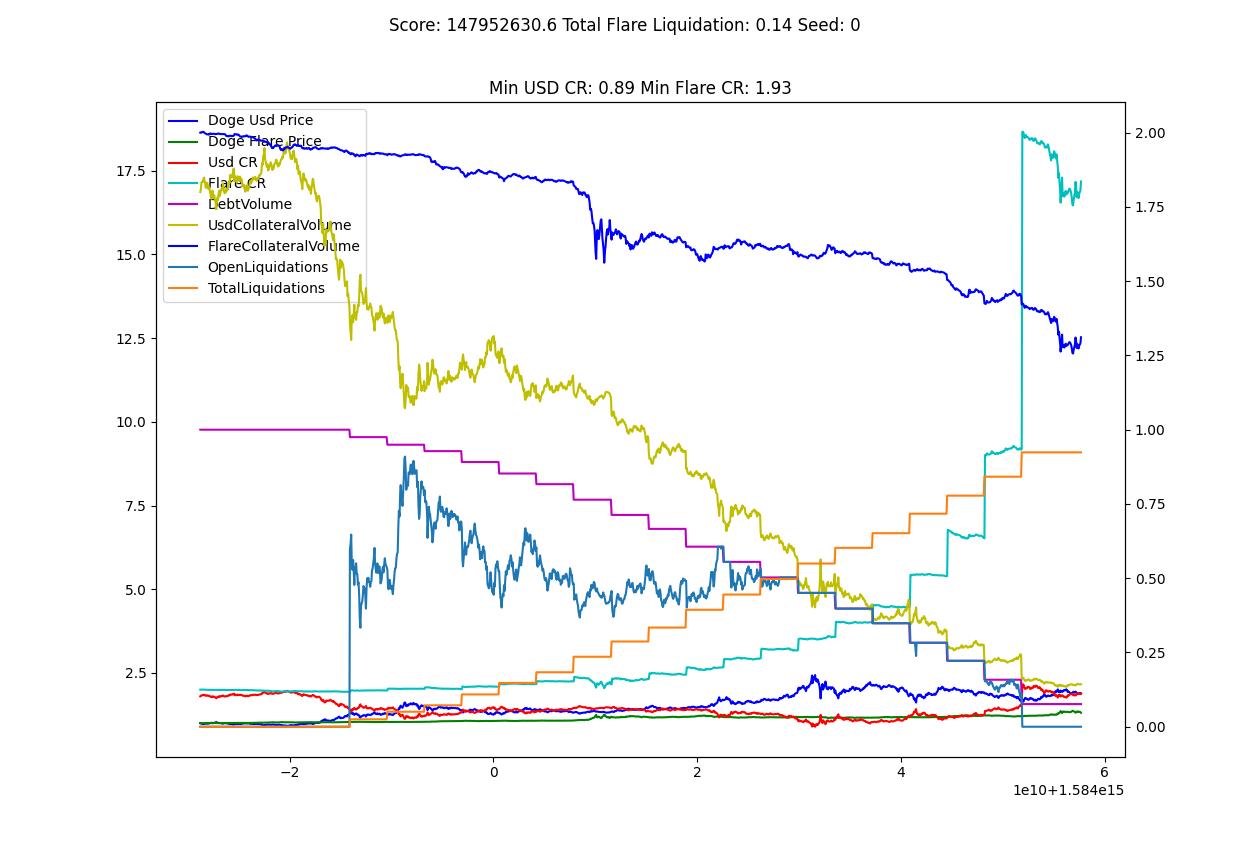 Score: 147952630.6 Total Flare Liquidation: 0.14 Seed: 0
Min USD CR: 0.89 Min Flare CR: 1.93
Doge Usd Price
Doge Flare Price
Usd CR
Flare CR
DebtVolume
UsdCollateralVolume
FlareCollateralVolume
OpenLiquidations
TotalLiquidations
17.5
15.0
12.5
10.0
7.5
5.0
2.5
2.00
1.75
1.50
1.25
1.00
0.75
0.50
0.25
0.00
−2 0 2 4 6
1e10+1.584e15